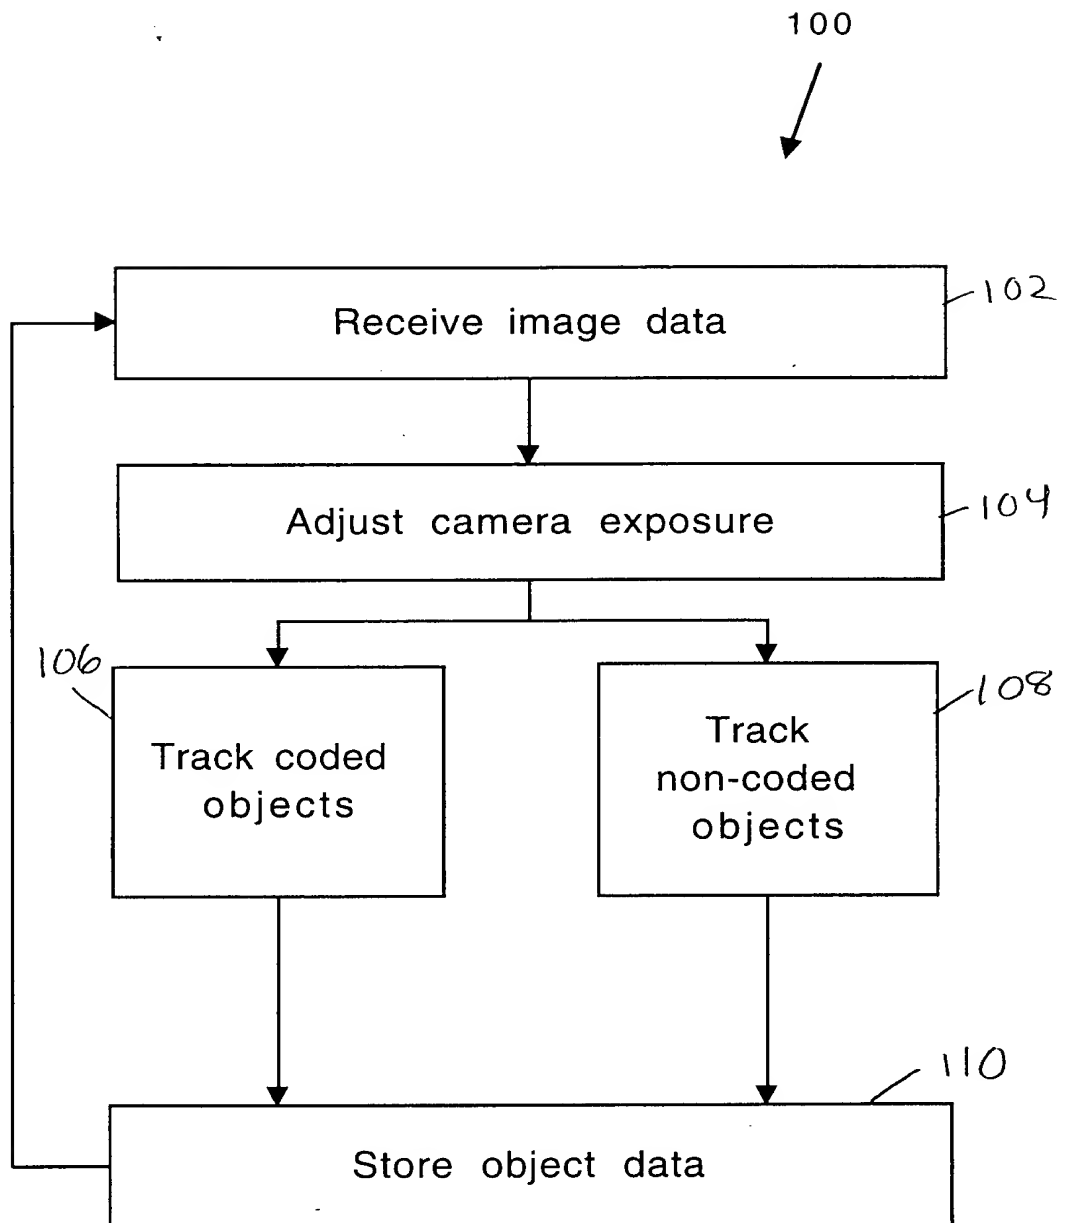 100
Receive image data
102
Adjust camera exposure
104
106
Track coded
objects
108
Track
non-coded
objects
110
Store object data